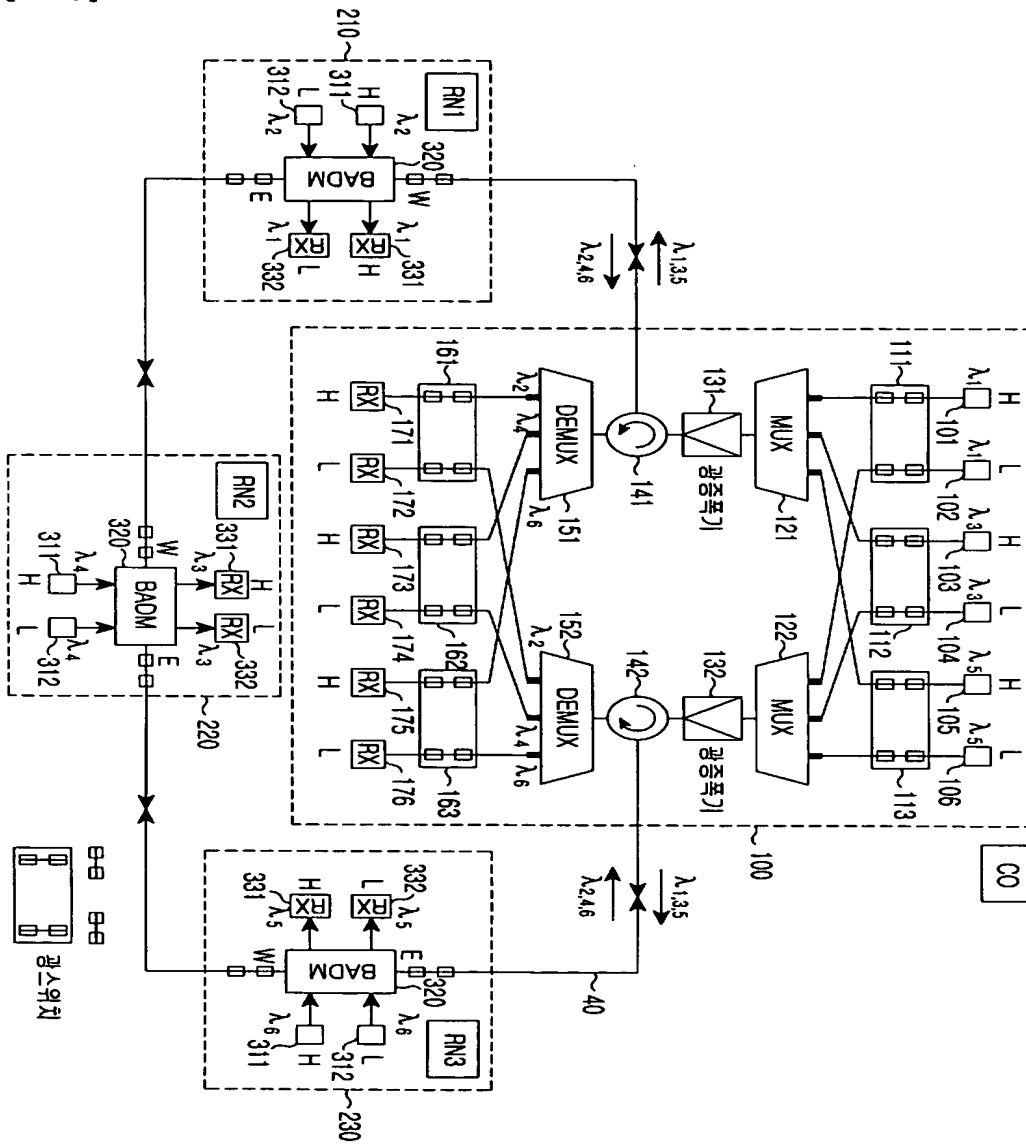 CO
100
H L H L H L
λ1 λ1 λ3 λ3 λ5 λ5
101 102 103 104 105 106
111 112 113
MUX MUX
121 122
131 광증폭기 132 광증폭기
141 142
DEMUX DEMUX
151 152
λ2 λ4 λ6 λ2 λ4 λ6
161 162 163
RX RX RX RX RX RX
171 172 173 174 175 176
H L H L H L
λ1,3,5
λ2,4,6
λ1,3,5
λ2,4,6
40
210
RN1
H L
311 312
λ2 λ2
320
BADM
W E
λ1 λ1
RX RX
331 332
H L
220
RN2
H L
RX RX
331 332
λ3 λ3
320
BADM
W E
λ4 λ4
311 312
H L
230
RN3
L H
332 331
RX RX
λ5 λ5
BADM
320
E W
λ6 λ6
312 311
L H
광스위치